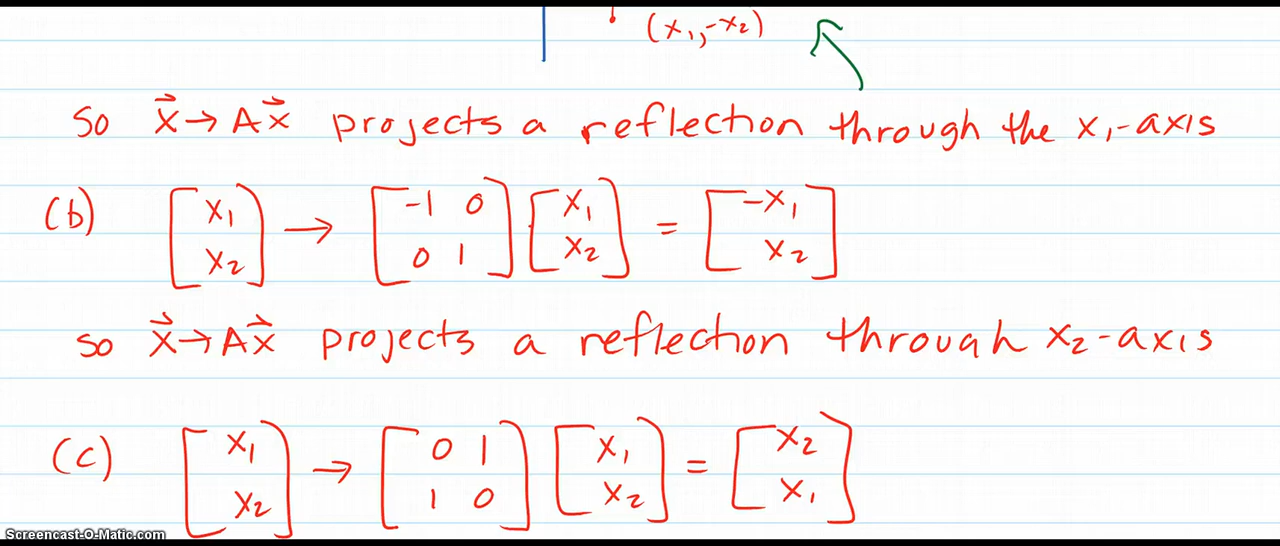 (x₁,-x₂)
So x⃗ → Ax⃗ projects a reflection through the x₁-axis
(b) [x₁ x₂] → [-1 0 0 1] [x₁ x₂] = [-x₁ x₂]
so x⃗ → Ax⃗ projects a reflection through x₂-axis
(c) [x₁ x₂] → [0 1 1 0] [x₁ x₂] = [x₂ x₁]
Screencast-O-Matic.com